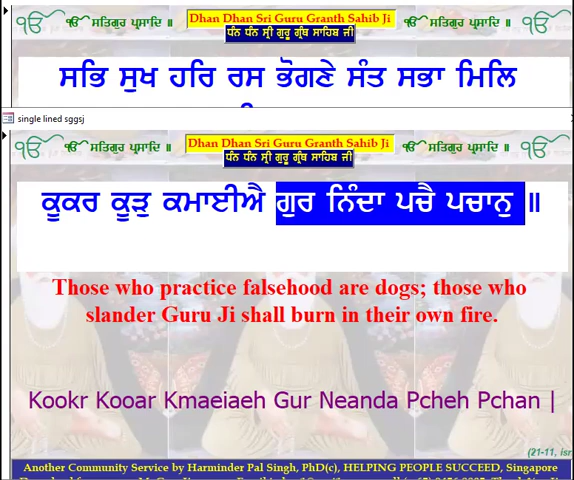 ੴ ੴ ਸਤਿਗੁਰ ਪ੍ਰਸਾਦਿ ॥ Dhan Dhan Sri Guru Granth Sahib Ji ੴ ਸਤਿਗੁਰ ਪ੍ਰਸਾਦਿ ॥ ੴ
ਧੰਨ ਧੰਨ ਸ੍ਰੀ ਗੁਰੂ ਗ੍ਰੰਥ ਸਾਹਿਬ ਜੀ
ਸਭਿ ਸੁਖ ਹਰਿ ਰਸ ਭੋਗਣੇ ਸੰਤ ਸਭਾ ਮਿਲਿ
single lined sggsj
ੴ ੴ ਸਤਿਗੁਰ ਪ੍ਰਸਾਦਿ ॥ Dhan Dhan Sri Guru Granth Sahib Ji ੴ ਸਤਿਗੁਰ ਪ੍ਰਸਾਦਿ ॥ ੴ
ਧੰਨ ਧੰਨ ਸ੍ਰੀ ਗੁਰੂ ਗ੍ਰੰਥ ਸਾਹਿਬ ਜੀ
ਕੂਕਰ ਕੂੜੁ ਕਮਾਈਐ ਗੁਰ ਨਿੰਦਾ ਪਚੈ ਪਚਾਨੁ ॥
Those who practice falsehood are dogs; those who
slander Guru Ji shall burn in their own fire.
Kookr Kooar Kmaeiaeh Gur Neanda Pcheh Pchan |
(21-11, isr
Another Community Service by Harminder Pal Singh, PhD(c), HELPING PEOPLE SUCCEED, Singapore